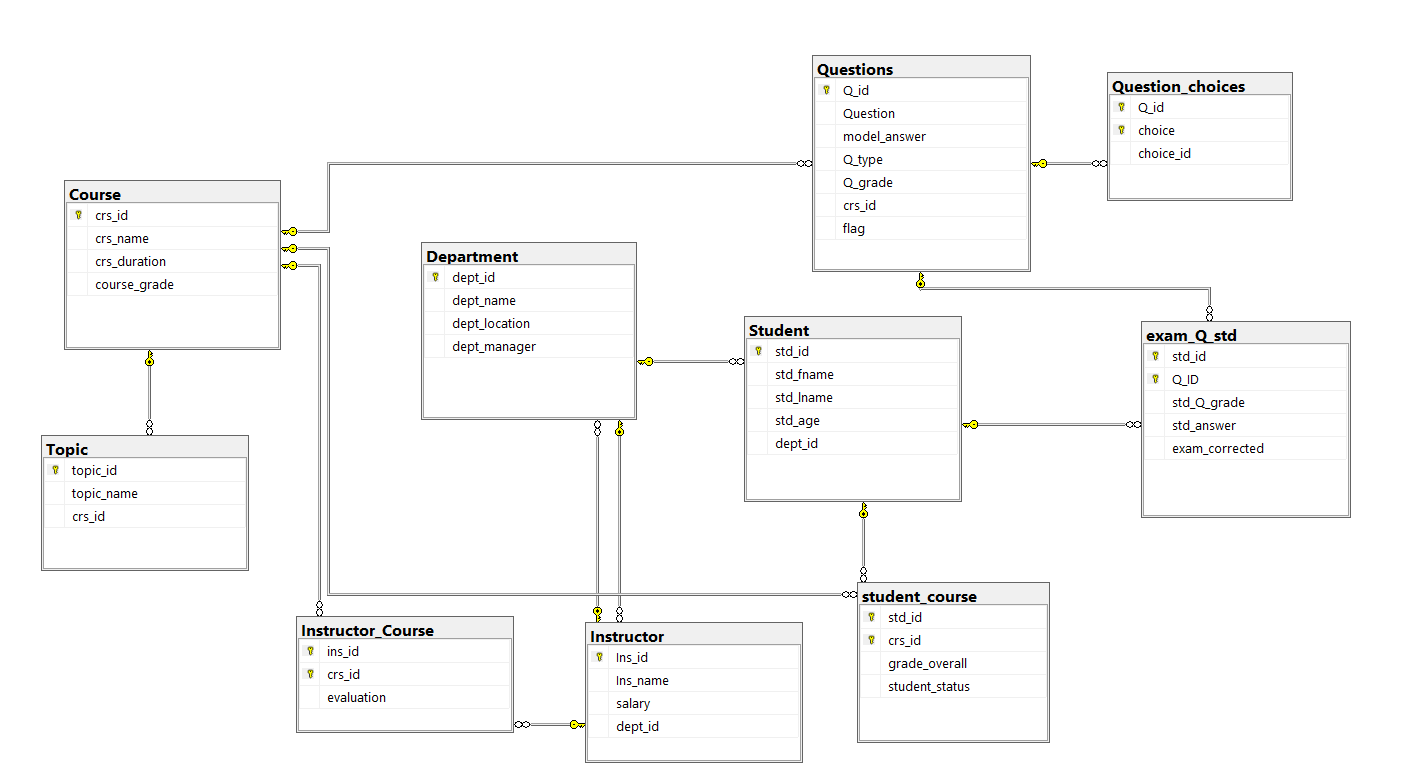 Questions
Q_id
Question
model_answer
Q_type
Q_grade
crs_id
flag
Question_choices
Q_id
choice
choice_id
Course
crs_id
crs_name
crs_duration
course_grade
Department
dept_id
dept_name
dept_location
dept_manager
Student
std_id
std_fname
std_lname
std_age
dept_id
exam_Q_std
std_id
Q_ID
std_Q_grade
std_answer
exam_corrected
Topic
topic_id
topic_name
crs_id
Instructor_Course
ins_id
crs_id
evaluation
Instructor
Ins_id
Ins_name
salary
dept_id
student_course
std_id
crs_id
grade_overall
student_status